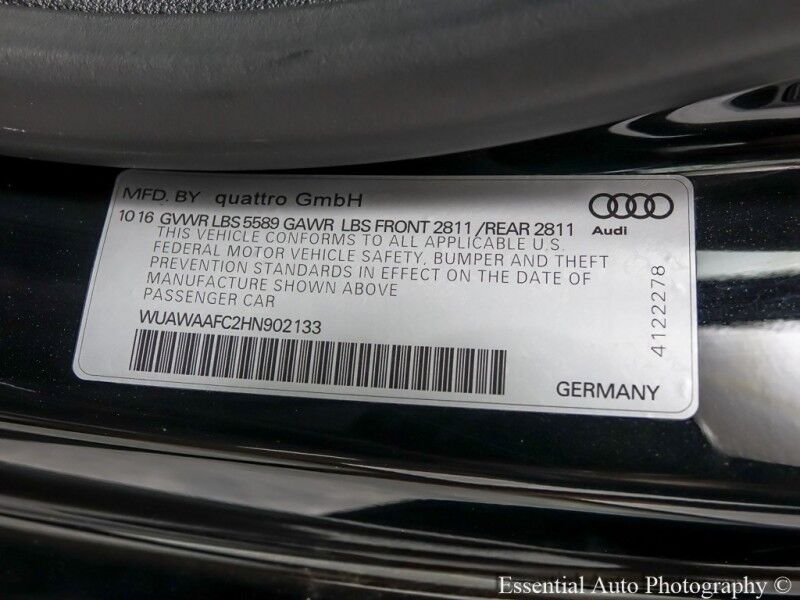 MFD. BY quattro GmbH
10 16 GVWR LBS 5589 GAWR LBS FRONT 2811 /REAR 2811
THIS VEHICLE CONFORMS TO ALL APPLICABLE U.S.
FEDERAL MOTOR VEHICLE SAFETY, BUMPER AND THEFT
PREVENTION STANDARDS IN EFFECT ON THE DATE OF
MANUFACTURE SHOWN ABOVE
PASSENGER CAR
WUAWAAFC2HN902133
Audi
4122278
GERMANY
Essential Auto Photography ©